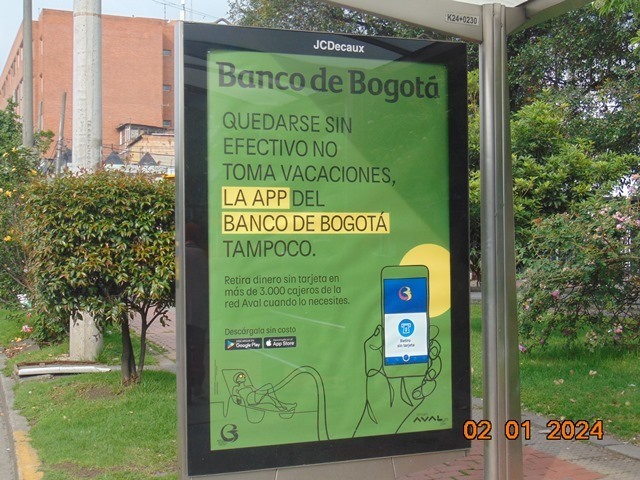 K24+0230
JCDecaux
Banco de Bogotá
QUEDARSE SIN
EFECTIVO NO
TOMA VACACIONES,
LA APP DEL
BANCO DE BOGOTÁ
TAMPOCO.
Retira dinero sin tarjeta en
más de 3.000 cajeros de la
red Aval cuando lo necesites.
Retiro
sin tarjeta
Descárgala sin costo
Google Play
App Store
AVAL
02 01 2024